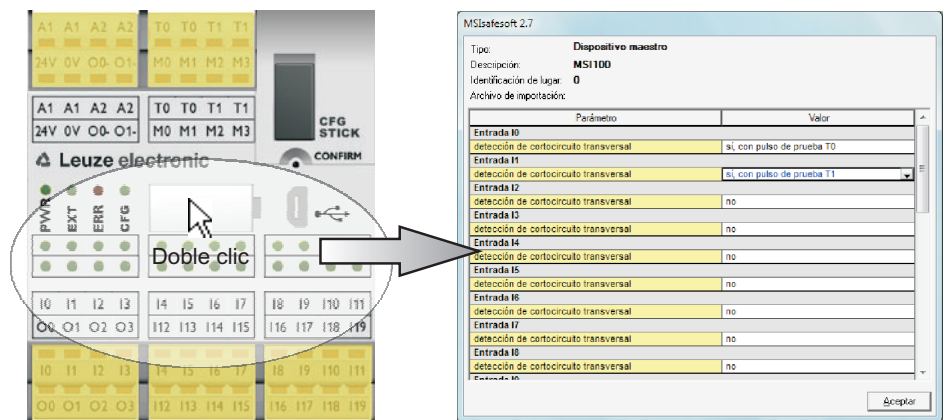 A1 A1 A2 A2 T0 T0 T1 T1
24V 0V O0- O1- M0 M1 M2 M3
A1 A1 A2 A2 T0 T0 T1 T1
24V 0V O0- O1- M0 M1 M2 M3
CFG
STICK
Leuze electronic
CONFIRM
PWR
EXT
ERR
CFG
Doble clic
I0 I1 I2 I3 I4 I5 I6 I7 I8 I9 I10 I11
O0 O1 O2 O3 I12 I13 I14 I15 I16 I17 I18 I19
I0 I1 I2 I3 I4 I5 I6 I7 I8 I9 I10 I11
O0 O1 O2 O3 I12 I13 I14 I15 I16 I17 I18 I19
MSIsafesoft 2.7
Tipo: Dispositivo maestro
Descripción: MSI100
Identificación de lugar: 0
Archivo de importación:
Parámetro Valor
Entrada I0
detección de cortocircuito transversal sí, con pulso de prueba T0
Entrada I1
detección de cortocircuito transversal sí, con pulso de prueba T1
Entrada I2
detección de cortocircuito transversal no
Entrada I3
detección de cortocircuito transversal no
Entrada I4
detección de cortocircuito transversal no
Entrada I5
detección de cortocircuito transversal no
Entrada I6
detección de cortocircuito transversal no
Entrada I7
detección de cortocircuito transversal no
Entrada I8
detección de cortocircuito transversal no
Entrada I9
Aceptar